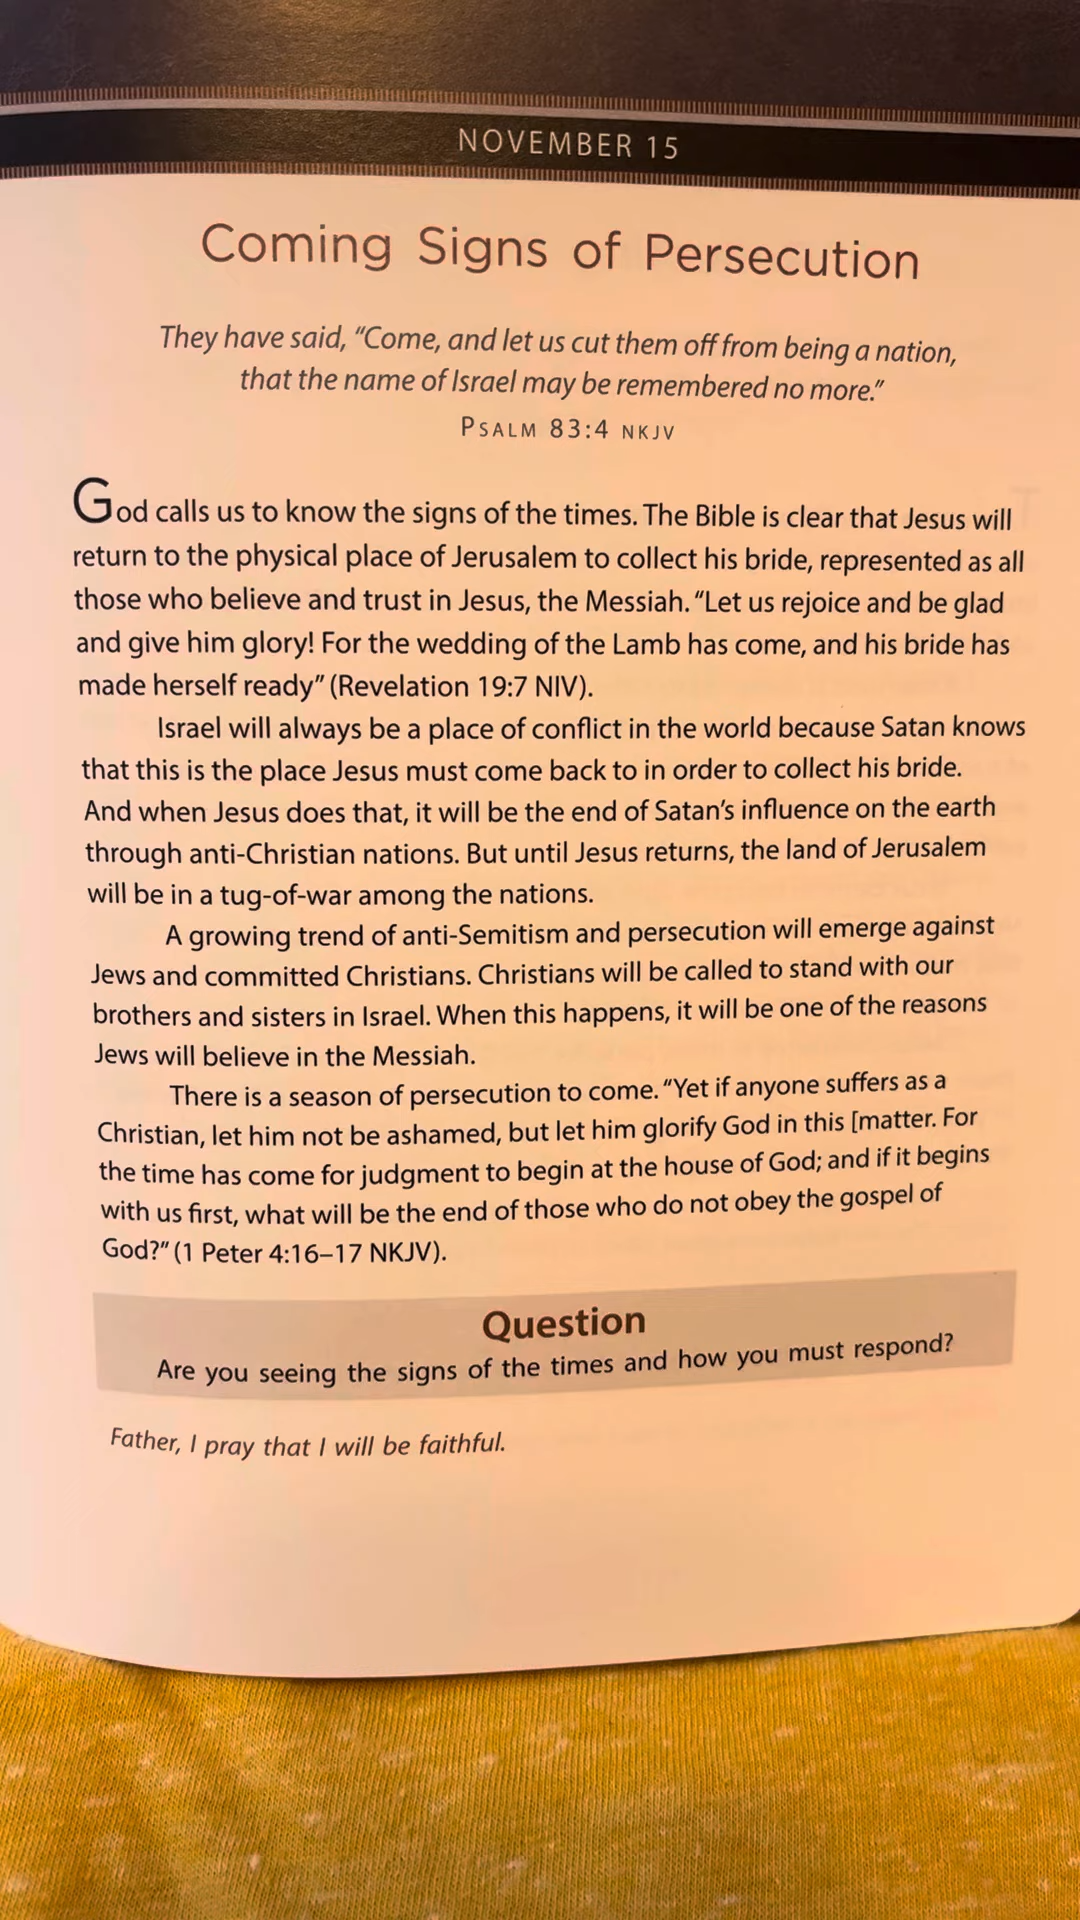 NOVEMBER 15
Coming Signs of Persecution
They have said, “Come, and let us cut them off from being a nation,
that the name of Israel may be remembered no more.”
PSALM 83:4 NKJV
God calls us to know the signs of the times. The Bible is clear that Jesus will
return to the physical place of Jerusalem to collect his bride, represented as all
those who believe and trust in Jesus, the Messiah. “Let us rejoice and be glad
and give him glory! For the wedding of the Lamb has come, and his bride has
made herself ready” (Revelation 19:7 NIV).
Israel will always be a place of conflict in the world because Satan knows
that this is the place Jesus must come back to in order to collect his bride.
And when Jesus does that, it will be the end of Satan’s influence on the earth
through anti-Christian nations. But until Jesus returns, the land of Jerusalem
will be in a tug-of-war among the nations.
A growing trend of anti-Semitism and persecution will emerge against
Jews and committed Christians. Christians will be called to stand with our
brothers and sisters in Israel. When this happens, it will be one of the reasons
Jews will believe in the Messiah.
There is a season of persecution to come. “Yet if anyone suffers as a
Christian, let him not be ashamed, but let him glorify God in this [matter. For
the time has come for judgment to begin at the house of God; and if it begins
with us first, what will be the end of those who do not obey the gospel of
God?” (1 Peter 4:16–17 NKJV).
Question
Are you seeing the signs of the times and how you must respond?
Father, I pray that I will be faithful.